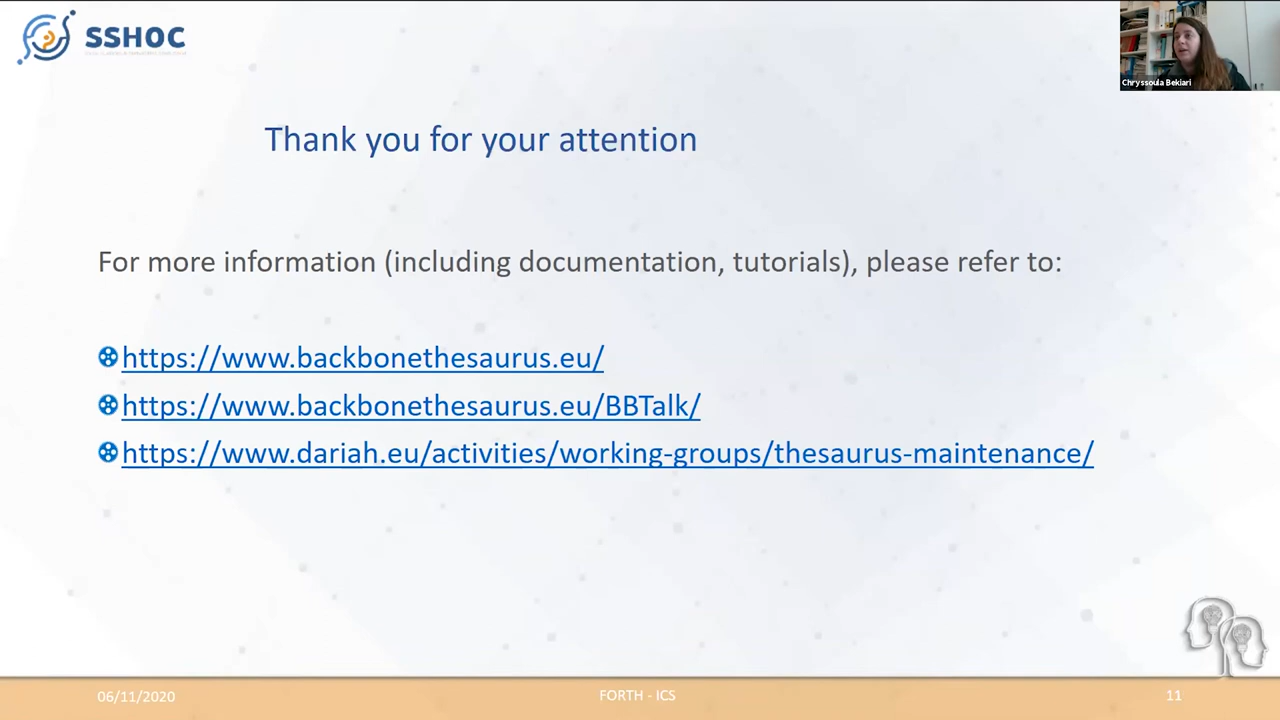 SSHOC
Chryssoula Bekiari
Thank you for your attention
For more information (including documentation, tutorials), please refer to:
https://www.backbonethesaurus.eu/
https://www.backbonethesaurus.eu/BBTalk/
https://www.dariah.eu/activities/working-groups/thesaurus-maintenance/
06/11/2020
FORTH - ICS
11